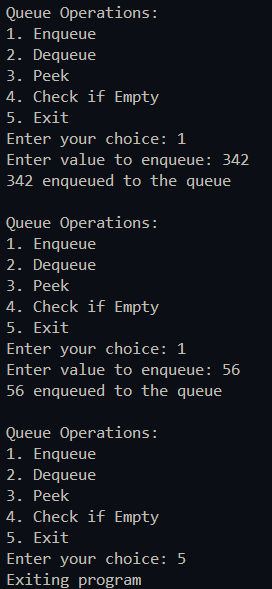 Queue Operations:
1. Enqueue
2. Dequeue
3. Peek
4. Check if Empty
5. Exit
Enter your choice: 1
Enter value to enqueue: 342
342 enqueued to the queue

Queue Operations:
1. Enqueue
2. Dequeue
3. Peek
4. Check if Empty
5. Exit
Enter your choice: 1
Enter value to enqueue: 56
56 enqueued to the queue

Queue Operations:
1. Enqueue
2. Dequeue
3. Peek
4. Check if Empty
5. Exit
Enter your choice: 5
Exiting program